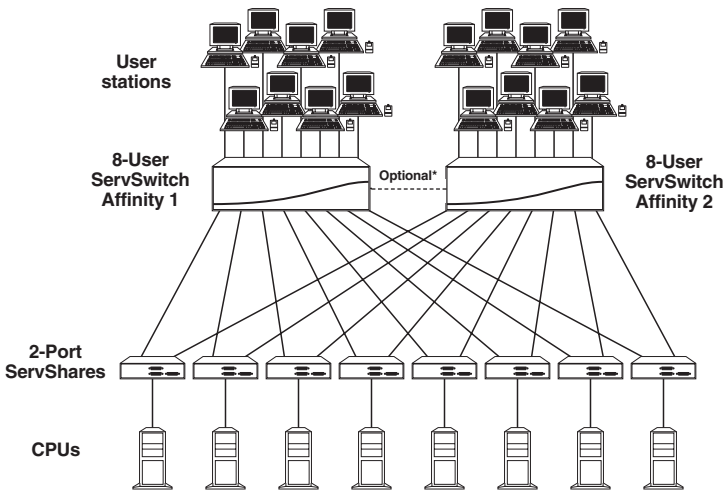 User
stations
8-User
ServSwitch
Affinity 1
Optional*
8-User
ServSwitch
Affinity 2
2-Port
ServShares
CPUs